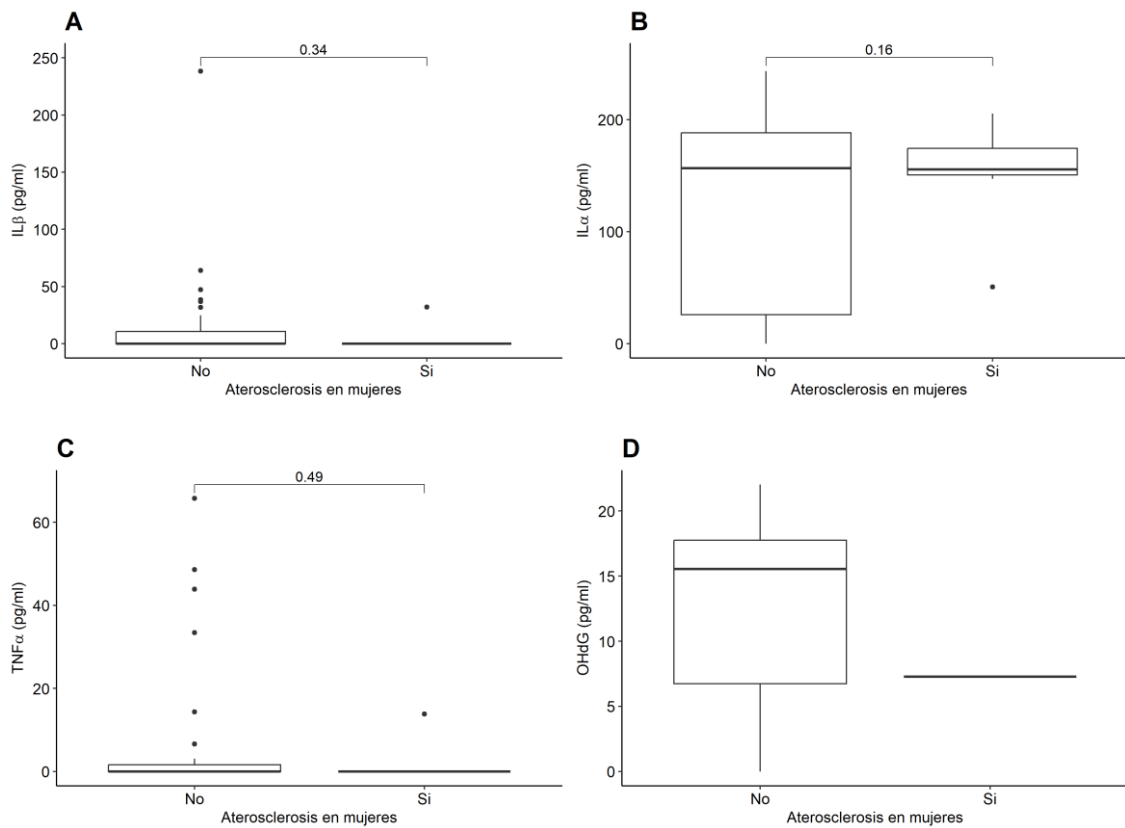 A
0.34
250
200
150
100
50
0
ILβ (pg/ml)
No
Si
Aterosclerosis en mujeres
B
0.16
200
100
0
ILα (pg/ml)
No
Si
Aterosclerosis en mujeres
C
0.49
60
40
20
0
TNFα (pg/ml)
No
Si
Aterosclerosis en mujeres
D
20
15
10
5
0
OHdG (pg/ml)
No
Si
Aterosclerosis en mujeres